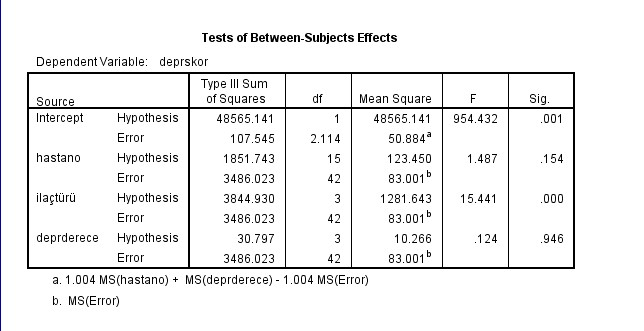 Tests of Between-Subjects Effects
Dependent Variable: deprskor
Source Type III Sum of Squares df Mean Square F Sig.
Intercept Hypothesis 48565.141 1 48565.141 954.432 .001
Error 107.545 2.114 50.884a
hastano Hypothesis 1851.743 15 123.450 1.487 .154
Error 3486.023 42 83.001b
ilaçtürü Hypothesis 3844.930 3 1281.643 15.441 .000
Error 3486.023 42 83.001b
deprderece Hypothesis 30.797 3 10.266 .124 .946
Error 3486.023 42 83.001b
a. 1.004 MS(hastano) + MS(deprderece) - 1.004 MS(Error)
b. MS(Error)